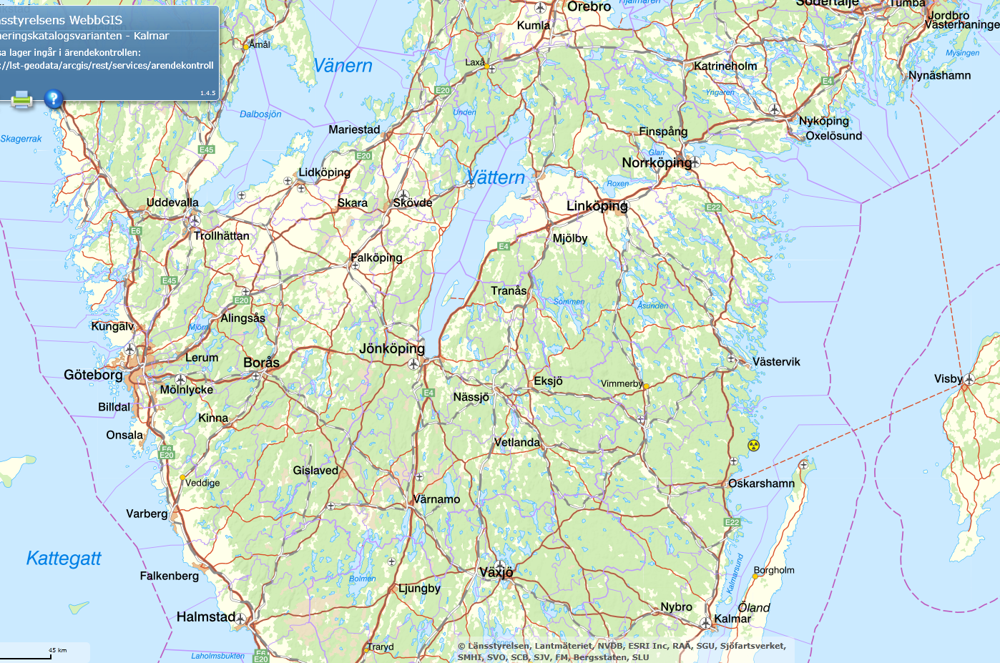 sstyrelsens WebbGIS
neringskatalogsvarianten - Kalmar
sa lager ingår i ärendekontrollen:
://lst-geodata/arcgis/rest/services/arendekontroll
1.4.5
Örebro
Hjälmaren
Södertälje
Tumba
Kumla
Jordbro
Västerhaninge
Åmål
Vänern
Laxå
Katrineholm
Mysingen
Nynäshamn
E20
E4
Yngaren
Dalbosjön
Unden
Nyköping
Oxelösund
Skagerrak
Mariestad
Finspång
E45
E20
Glan
Norrköping
Lidköping
Vättern
Roxen
Uddevalla
Skara
Skövde
Linköping
E22
E6
Trollhättan
Mjölby
E4
Falköping
E45
Tranås
E20
Sommen
Åsunden
Alingsås
Kungälv
Mjörn
Jönköping
Lerum
Borås
Västervik
Göteborg
Visby
Mölnlycke
Eksjö
Vimmerby
E4
Nässjö
Billdal
Kinna
Onsala
Vetlanda
E6
E20
Gislaved
Veddige
Oskarshamn
Värnamo
Varberg
E22
Kattegatt
Falkenberg
Bolmen
Växjö
Borgholm
Kalmarsund
Ljungby
Nybro
Öland
Halmstad
Kalmar
Traryd
45 km
Laholmsbukten
E6
E20
© Länsstyrelsen, Lantmäteriet, NVDB, ESRI Inc, RAÄ, SGU, Sjöfartsverket,
SMHI, SVO, SCB, SJV, FM, Bergsstaten, SLU